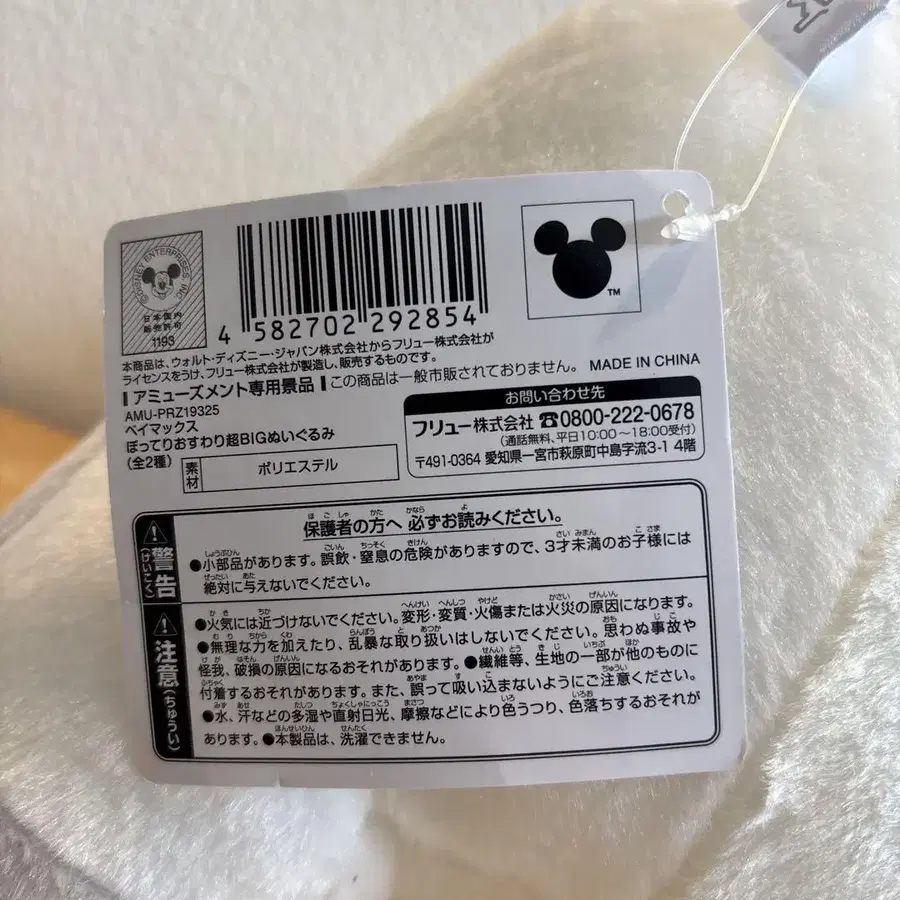 ©DISNEY ENTERPRISES, INC.
日本国内
販売許可
1193
4 582702 292854
TM
本商品は、ウォルト・ディズニー・ジャパン株式会社からフリュー株式会社が
ライセンスをうけ、フリュー株式会社が製造し、販売するものです。
アミューズメント専用景品 この商品は一般市販されておりません。 MADE IN CHINA
AMU-PRZ19325
ベイマックス
ぽってりおすわり超BIGぬいぐるみ
(全2種)
素材 ポリエステル
お問い合わせ先
フリュー株式会社 ☎0800-222-0678
(通話無料、平日10:00〜18:00受付)
〒491-0364 愛知県一宮市萩原町中島字流3-1 4階
警告(けいこく)
保護者の方へ 必ずお読みください。
●小部品があります。誤飲・窒息の危険がありますので、3才未満のお子様には
絶対に与えないでください。
注意(ちゅうい)
●火気には近づけないでください。変形・変質・火傷または火災の原因になります。
●無理な力を加えたり、乱暴な取り扱いはしないでください。思わぬ事故や
怪我、破損の原因になるおそれがあります。●繊維等、生地の一部が他のものに
付着するおそれがあります。また、誤って吸い込まないようにご注意ください。
●水、汗などの多湿や直射日光、摩擦などにより色うつり、色落ちするおそれが
あります。●本製品は、洗濯できません。